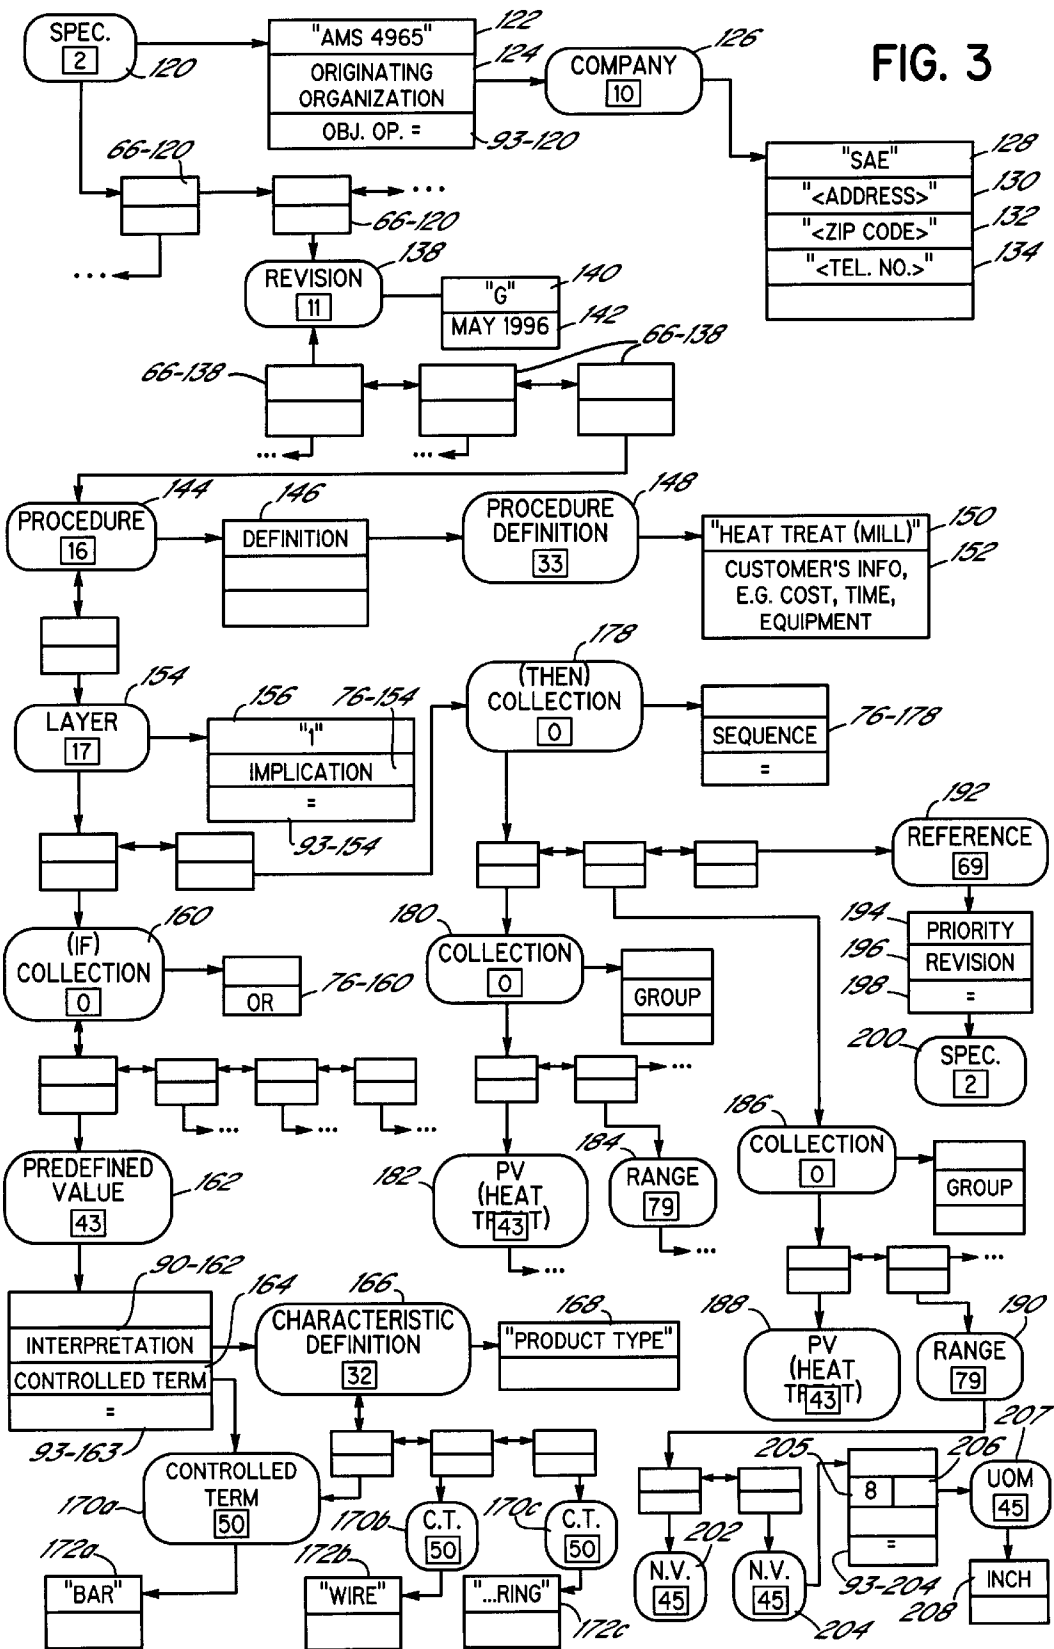 FIG. 3
SPEC.
2
120
"AMS 4965"
122
ORIGINATING
ORGANIZATION
124
OBJ. OP. =
93-120
COMPANY
10
126
"SAE"
128
"<ADDRESS>"
130
"<ZIP CODE>"
132
"<TEL. NO.>"
134
66-120
...
66-120
...
REVISION
11
138
"G"
140
MAY 1996
142
66-138
66-138
...
...
PROCEDURE
16
144
146
DEFINITION
PROCEDURE
DEFINITION
33
148
"HEAT TREAT (MILL)"
150
CUSTOMER'S INFO,
E.G. COST, TIME,
EQUIPMENT
152
LAYER
17
154
156
76-154
"1"
IMPLICATION
=
93-154
(THEN)
COLLECTION
0
178
SEQUENCE
=
76-178
192
REFERENCE
69
194
PRIORITY
196
REVISION
198
=
200
SPEC.
2
(IF)
COLLECTION
0
160
OR
76-160
180
COLLECTION
0
GROUP
...
...
...
...
PREDEFINED
VALUE
43
162
182
PV
(HEAT
TREAT)
43
...
184
RANGE
79
...
186
COLLECTION
0
GROUP
...
90-162
164
INTERPRETATION
CONTROLLED TERM
=
93-163
166
CHARACTERISTIC
DEFINITION
32
168
"PRODUCT TYPE"
188
PV
(HEAT
TREAT)
43
190
RANGE
79
170a
CONTROLLED
TERM
50
170b
C.T.
50
170c
C.T.
50
172a
"BAR"
172b
"WIRE"
"...RING"
172c
202
N.V.
45
N.V.
45
204
205
8
206
=
93-204
207
UOM
45
INCH
208